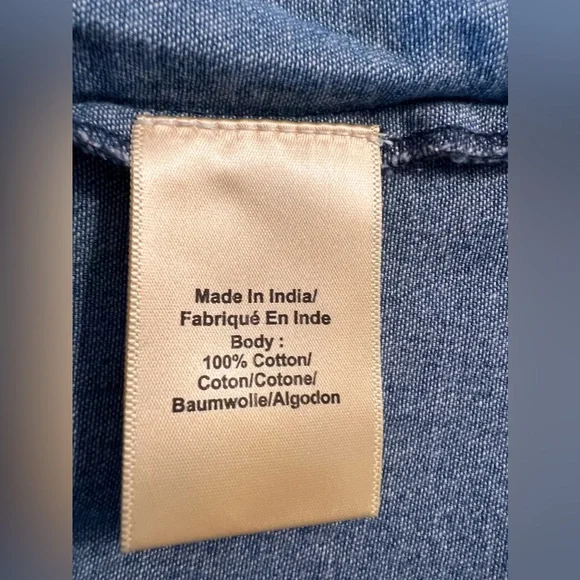 Made In India/
Fabriqué En Inde
Body :
100% Cotton/
Coton/Cotone/
Baumwolle/Algodon